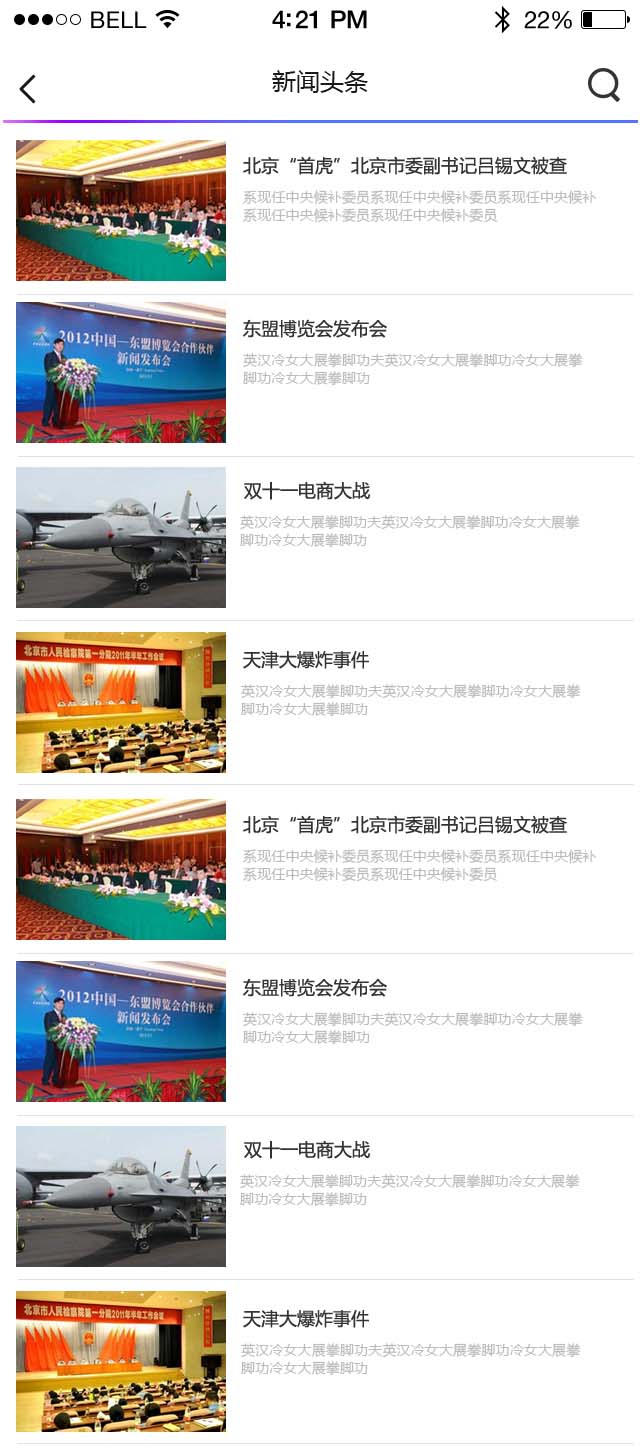 BELL
4:21 PM
22%
新闻头条
北京“首虎”北京市委副书记吕锡文被查
系现任中央候补委员系现任中央候补委员系现任中央候补
系现任中央候补委员系现任中央候补委员
2012中国—东盟博览会合作伙伴
新闻发布会
东盟博览会发布会
英汉冷女大展拳脚功夫英汉冷女大展拳脚功冷女大展拳
脚功冷女大展拳脚功
双十一电商大战
英汉冷女大展拳脚功夫英汉冷女大展拳脚功冷女大展拳
脚功冷女大展拳脚功
北京市人民检察院第一分院2011年半年工作会议
天津大爆炸事件
英汉冷女大展拳脚功夫英汉冷女大展拳脚功冷女大展拳
脚功冷女大展拳脚功
北京“首虎”北京市委副书记吕锡文被查
系现任中央候补委员系现任中央候补委员系现任中央候补
系现任中央候补委员系现任中央候补委员
2012中国—东盟博览会合作伙伴
新闻发布会
东盟博览会发布会
英汉冷女大展拳脚功夫英汉冷女大展拳脚功冷女大展拳
脚功冷女大展拳脚功
双十一电商大战
英汉冷女大展拳脚功夫英汉冷女大展拳脚功冷女大展拳
脚功冷女大展拳脚功
北京市人民检察院第一分院2011年半年工作会议
天津大爆炸事件
英汉冷女大展拳脚功夫英汉冷女大展拳脚功冷女大展拳
脚功冷女大展拳脚功